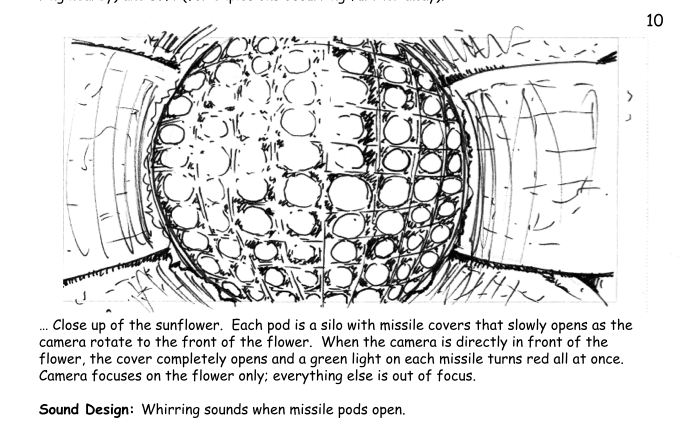 10
... Close up of the sunflower. Each pod is a silo with missile covers that slowly opens as the
camera rotate to the front of the flower. When the camera is directly in front of the
flower, the cover completely opens and a green light on each missile turns red all at once.
Camera focuses on the flower only; everything else is out of focus.
Sound Design: Whirring sounds when missile pods open.